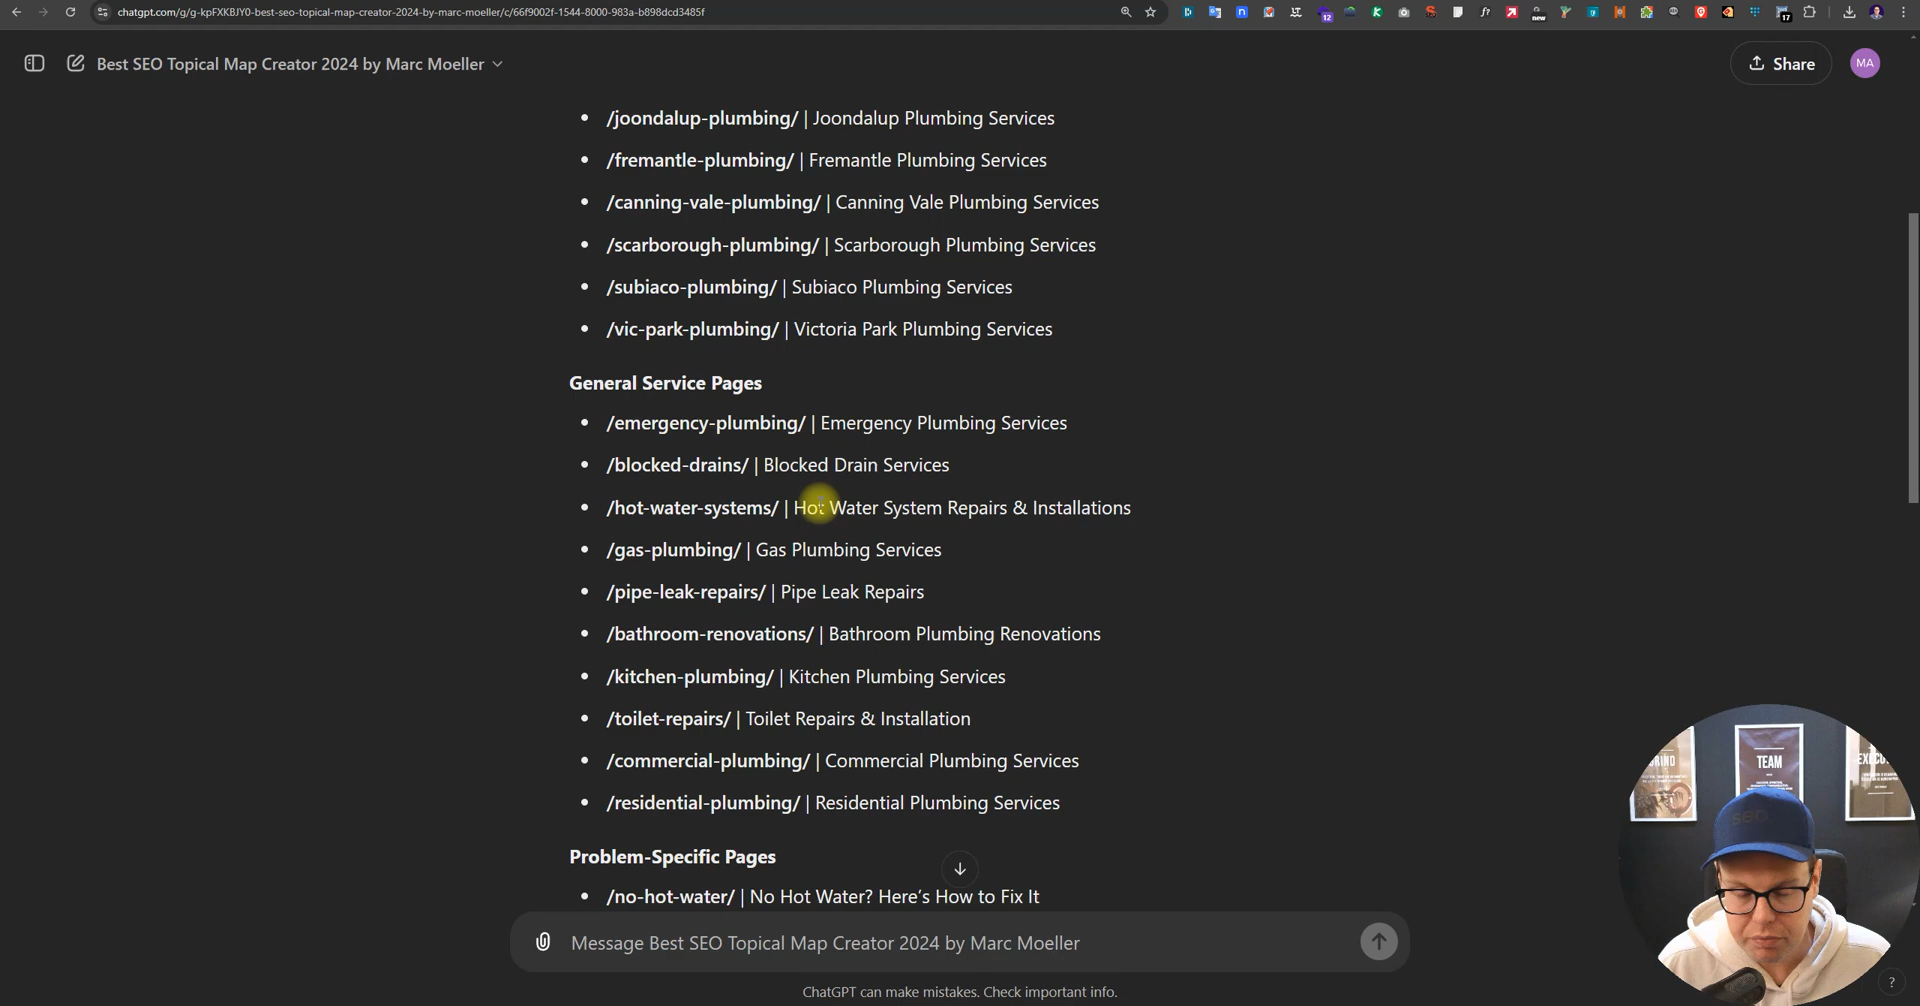 chatgpt.com/g/g-kpFXKBJY0-best-seo-topical-map-creator-2024-by-marc-moeller/c/66f9002f-1544-8000-983a-b898dcd3485f
12
new
17
Best SEO Topical Map Creator 2024 by Marc Moeller
Share
MA
• /joondalup-plumbing/ | Joondalup Plumbing Services
• /fremantle-plumbing/ | Fremantle Plumbing Services
• /canning-vale-plumbing/ | Canning Vale Plumbing Services
• /scarborough-plumbing/ | Scarborough Plumbing Services
• /subiaco-plumbing/ | Subiaco Plumbing Services
• /vic-park-plumbing/ | Victoria Park Plumbing Services
General Service Pages
• /emergency-plumbing/ | Emergency Plumbing Services
• /blocked-drains/ | Blocked Drain Services
• /hot-water-systems/ | Hot Water System Repairs & Installations
• /gas-plumbing/ | Gas Plumbing Services
• /pipe-leak-repairs/ | Pipe Leak Repairs
• /bathroom-renovations/ | Bathroom Plumbing Renovations
• /kitchen-plumbing/ | Kitchen Plumbing Services
• /toilet-repairs/ | Toilet Repairs & Installation
• /commercial-plumbing/ | Commercial Plumbing Services
• /residential-plumbing/ | Residential Plumbing Services
Problem-Specific Pages
• /no-hot-water/ | No Hot Water? Here's How to Fix It
TEAM
seo
Message Best SEO Topical Map Creator 2024 by Marc Moeller
ChatGPT can make mistakes. Check important info.
?